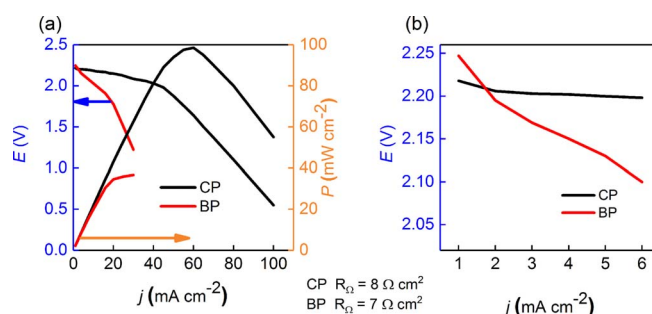 (a)
2.5
2.0
1.5
1.0
0.5
0.0
E (V)
100
80
60
40
20
0
P (mW cm-2)
CP
BP
0 20 40 60 80 100
j (mA cm-2)
CP RΩ = 8 Ω cm2
BP RΩ = 7 Ω cm2
(b)
2.25
2.20
2.15
2.10
2.05
E (V)
CP
BP
1 2 3 4 5 6
j (mA cm-2)